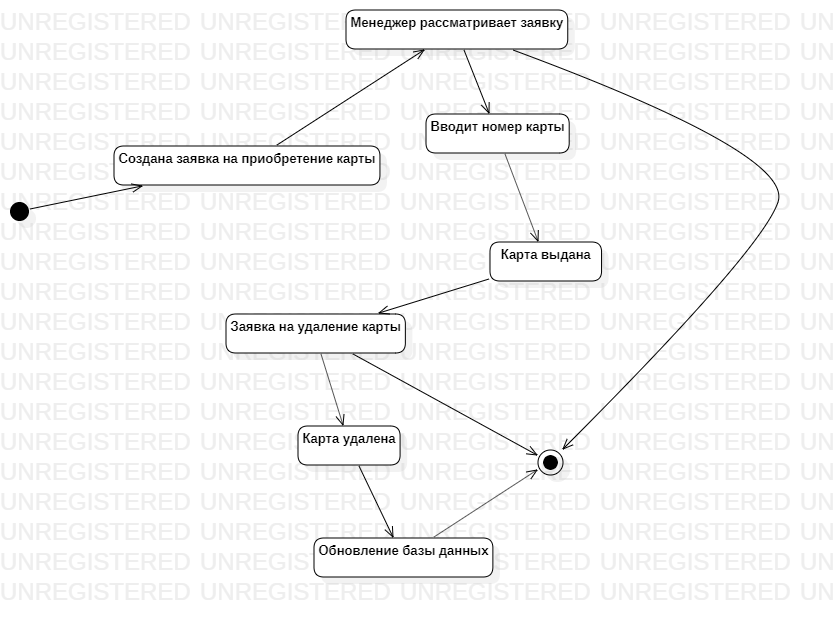 Менеджер рассматривает заявку
Вводит номер карты
Создана заявка на приобретение карты
Карта выдана
Заявка на удаление карты
Карта удалена
Обновление базы данных
UNREGISTERED UNREGISTERED UNREGISTERED UNREGISTERED UN